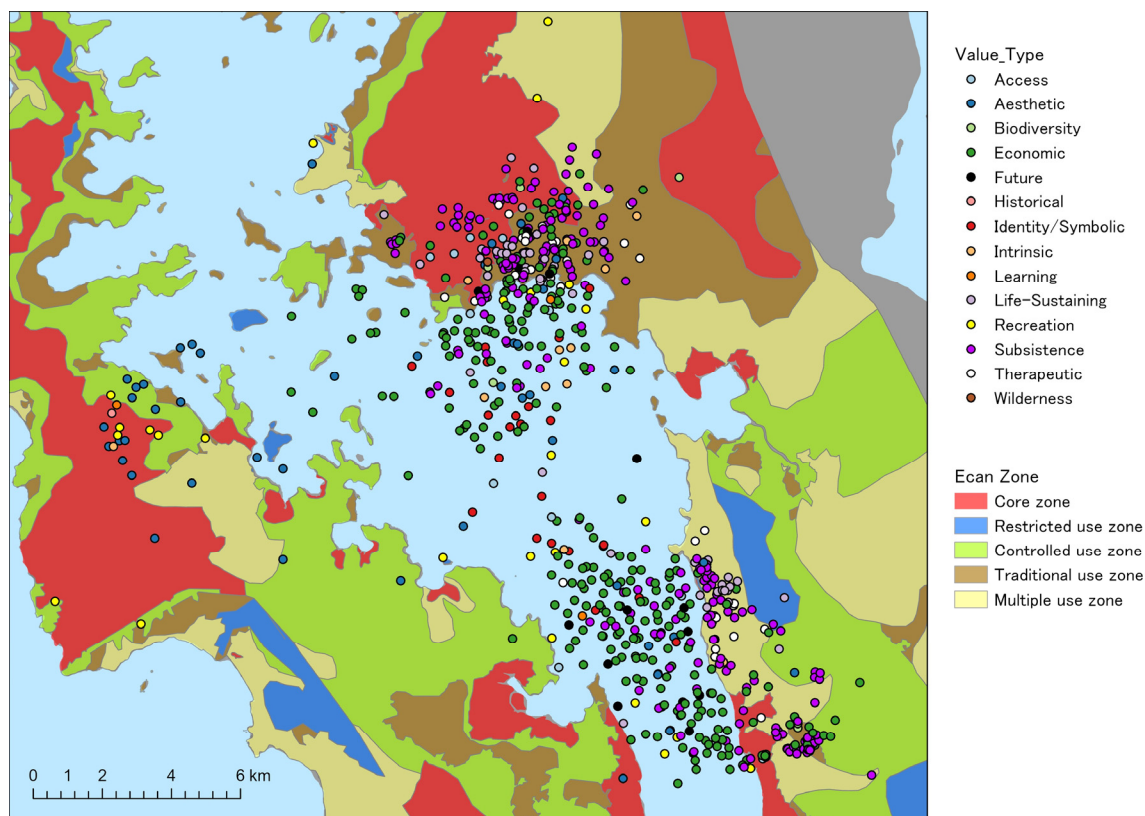 Value_Type
Access
Aesthetic
Biodiversity
Economic
Future
Historical
Identity/Symbolic
Intrinsic
Learning
Life-Sustaining
Recreation
Subsistence
Therapeutic
Wilderness
Ecan Zone
Core zone
Restricted use zone
Controlled use zone
Traditional use zone
Multiple use zone
0 1 2 4 6 km